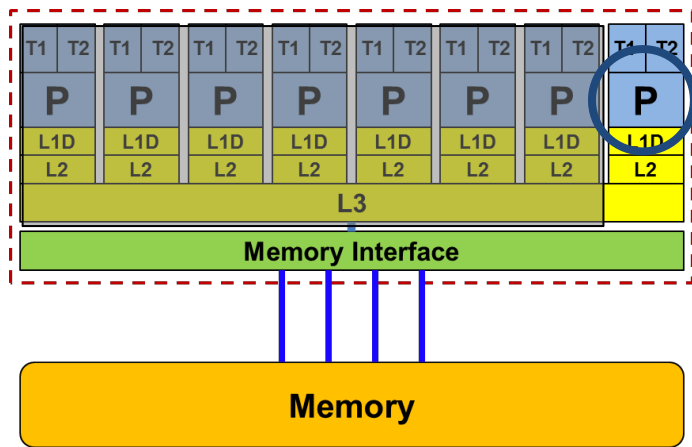 T1 T2 T1 T2 T1 T2 T1 T2 T1 T2 T1 T2 T1 T2 T1 T2
P P P P P P P P
L1D L1D L1D L1D L1D L1D L1D L1D
L2 L2 L2 L2 L2 L2 L2 L2
L3
Memory Interface
Memory